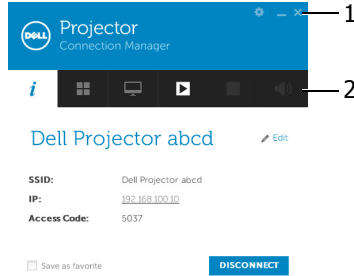 DELL
Projector
Connection Manager
1
i
2
Dell Projector abcd
Edit
SSID: Dell Projector abcd
IP: 192.168.100.10
Access Code: 5037
Save as favorite
DISCONNECT